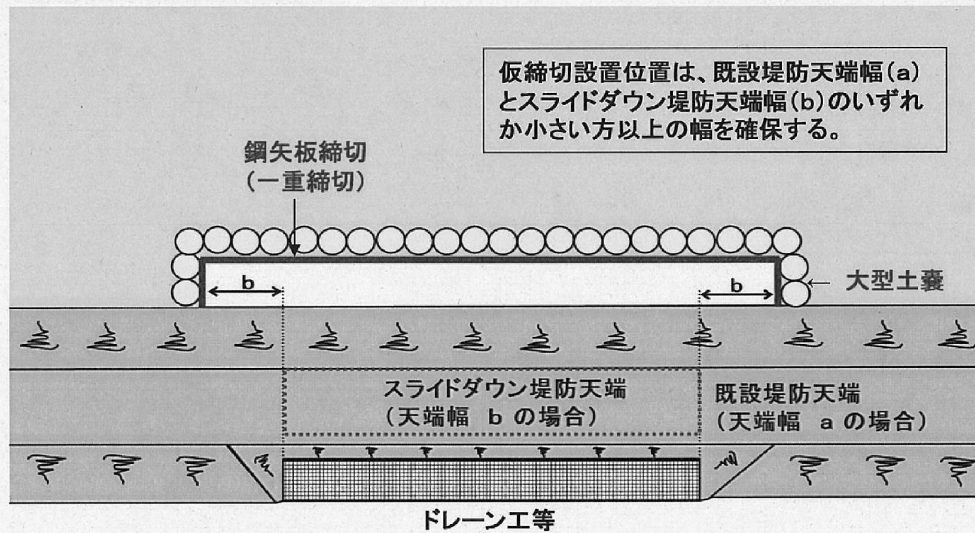 仮締切設置位置は、既設堤防天端幅(a)
とスライドダウン堤防天端幅(b)のいずれ
か小さい方以上の幅を確保する。
鋼矢板締切
(一重締切)
b
b
大型土嚢
スライドダウン堤防天端
(天端幅 b の場合)
既設堤防天端
(天端幅 a の場合)
ドレーン工等